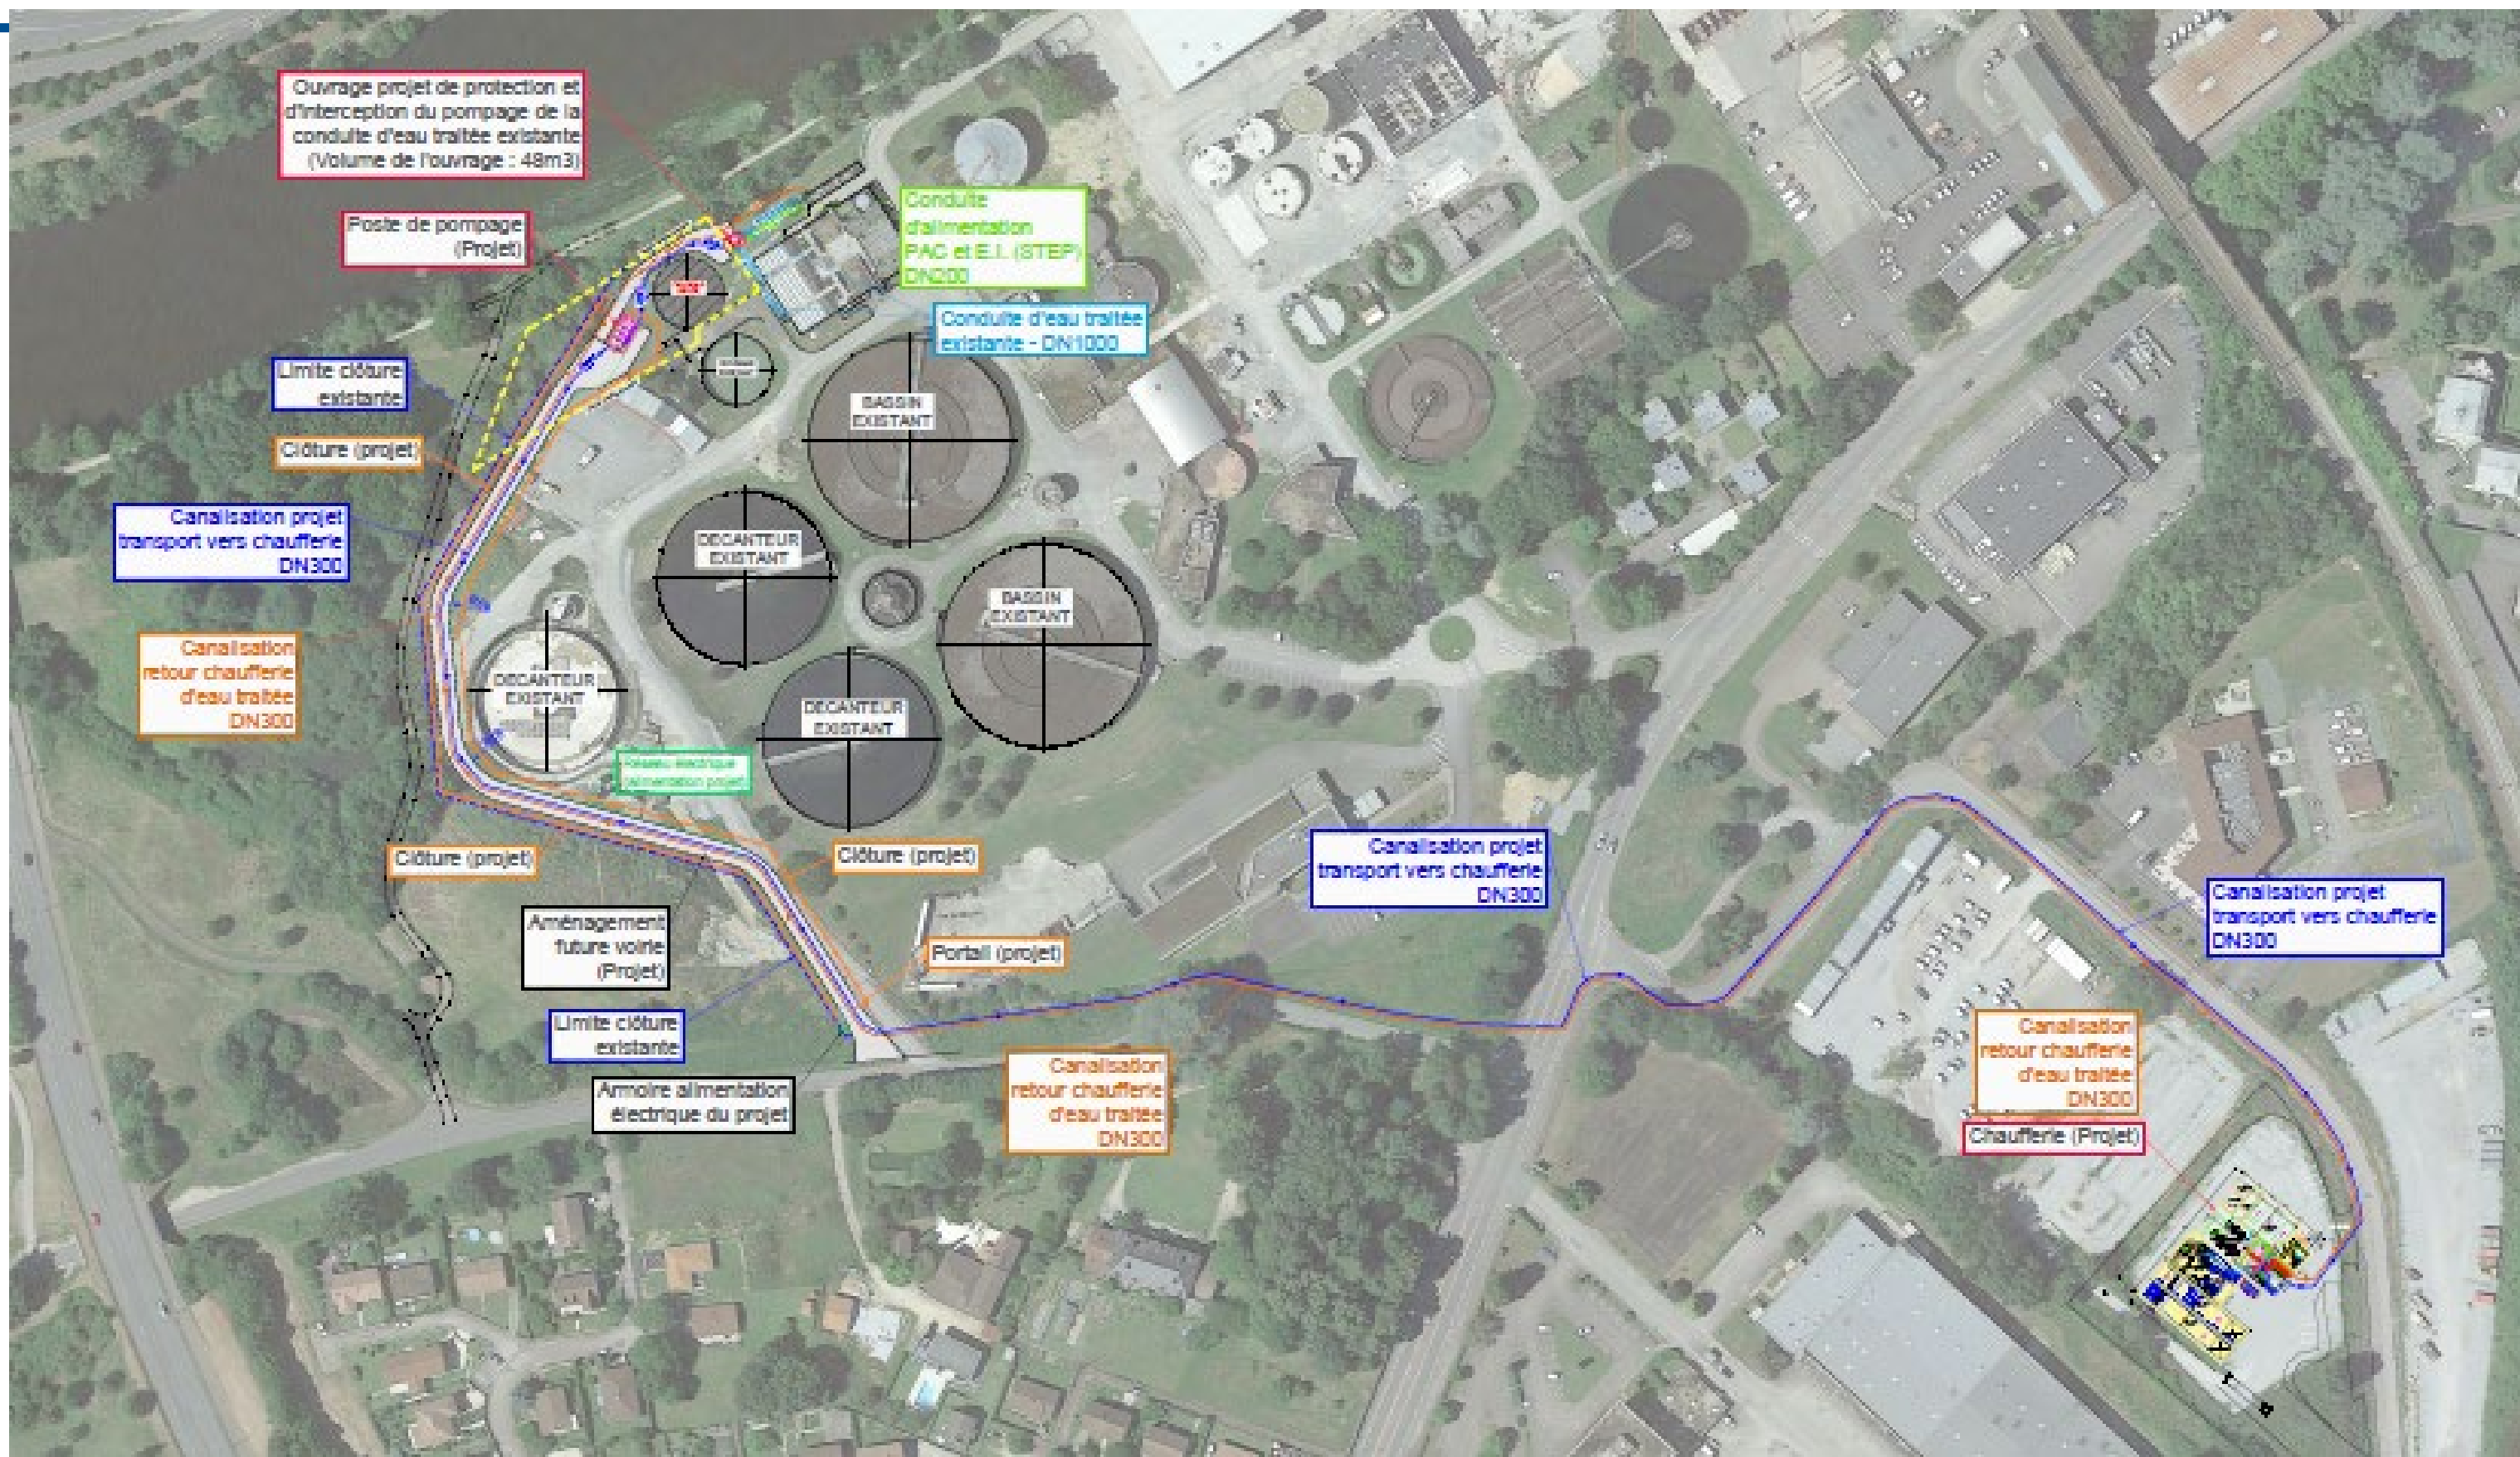 Ouvrage projet de protection et
d'interception du pompage de la
conduite d'eau traitée existante
(Volume de l'ouvrage : 48m3)
Poste de pompage
(Projet)
Conduite
d'alimentation
PAC et E.I. (STEP)
DN200
Conduite d'eau traitée
existante - DN1000
Limite clôture
existante
Clôture (projet)
BASSIN
EXISTANT
Canalisation projet
transport vers chaufferie
DN300
DECANTEUR
EXISTANT
BASSIN
EXISTANT
Canalisation
retour chaufferie
d'eau traitée
DN300
DECANTEUR
EXISTANT
DECANTEUR
EXISTANT
Réseau électrique
(alimentation projet)
Clôture (projet)
Clôture (projet)
Canalisation projet
transport vers chaufferie
DN300
Canalisation projet
transport vers chaufferie
DN300
Aménagement
future voirie
(Projet)
Portail (projet)
Limite clôture
existante
Armoire alimentation
électrique du projet
Canalisation
retour chaufferie
d'eau traitée
DN300
Canalisation
retour chaufferie
d'eau traitée
DN300
Chaufferie (Projet)